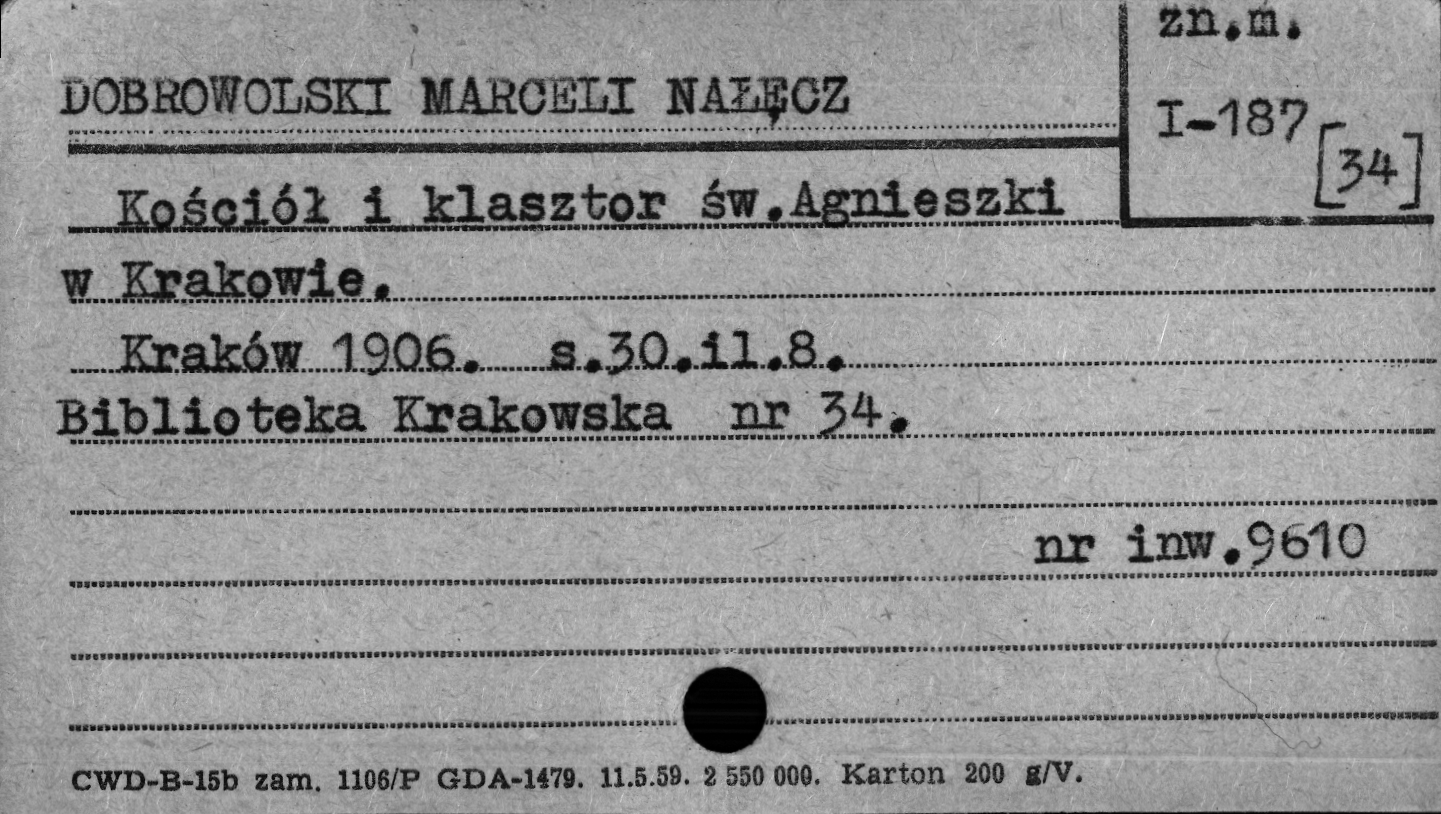 zn.m.
DOBROWOLSKI MARCELI NAŁĘCZ
I-187
[34]
Kościół i klasztor św.Agnieszki
w Krakowie.
Kraków 1906. s.30.il.8.
Biblioteka Krakowska nr 34.
nr inw.9610
CWD-B-15b zam. 1106/P GDA-1479. 11.5.59. 2 550 000. Karton 200 g/V.